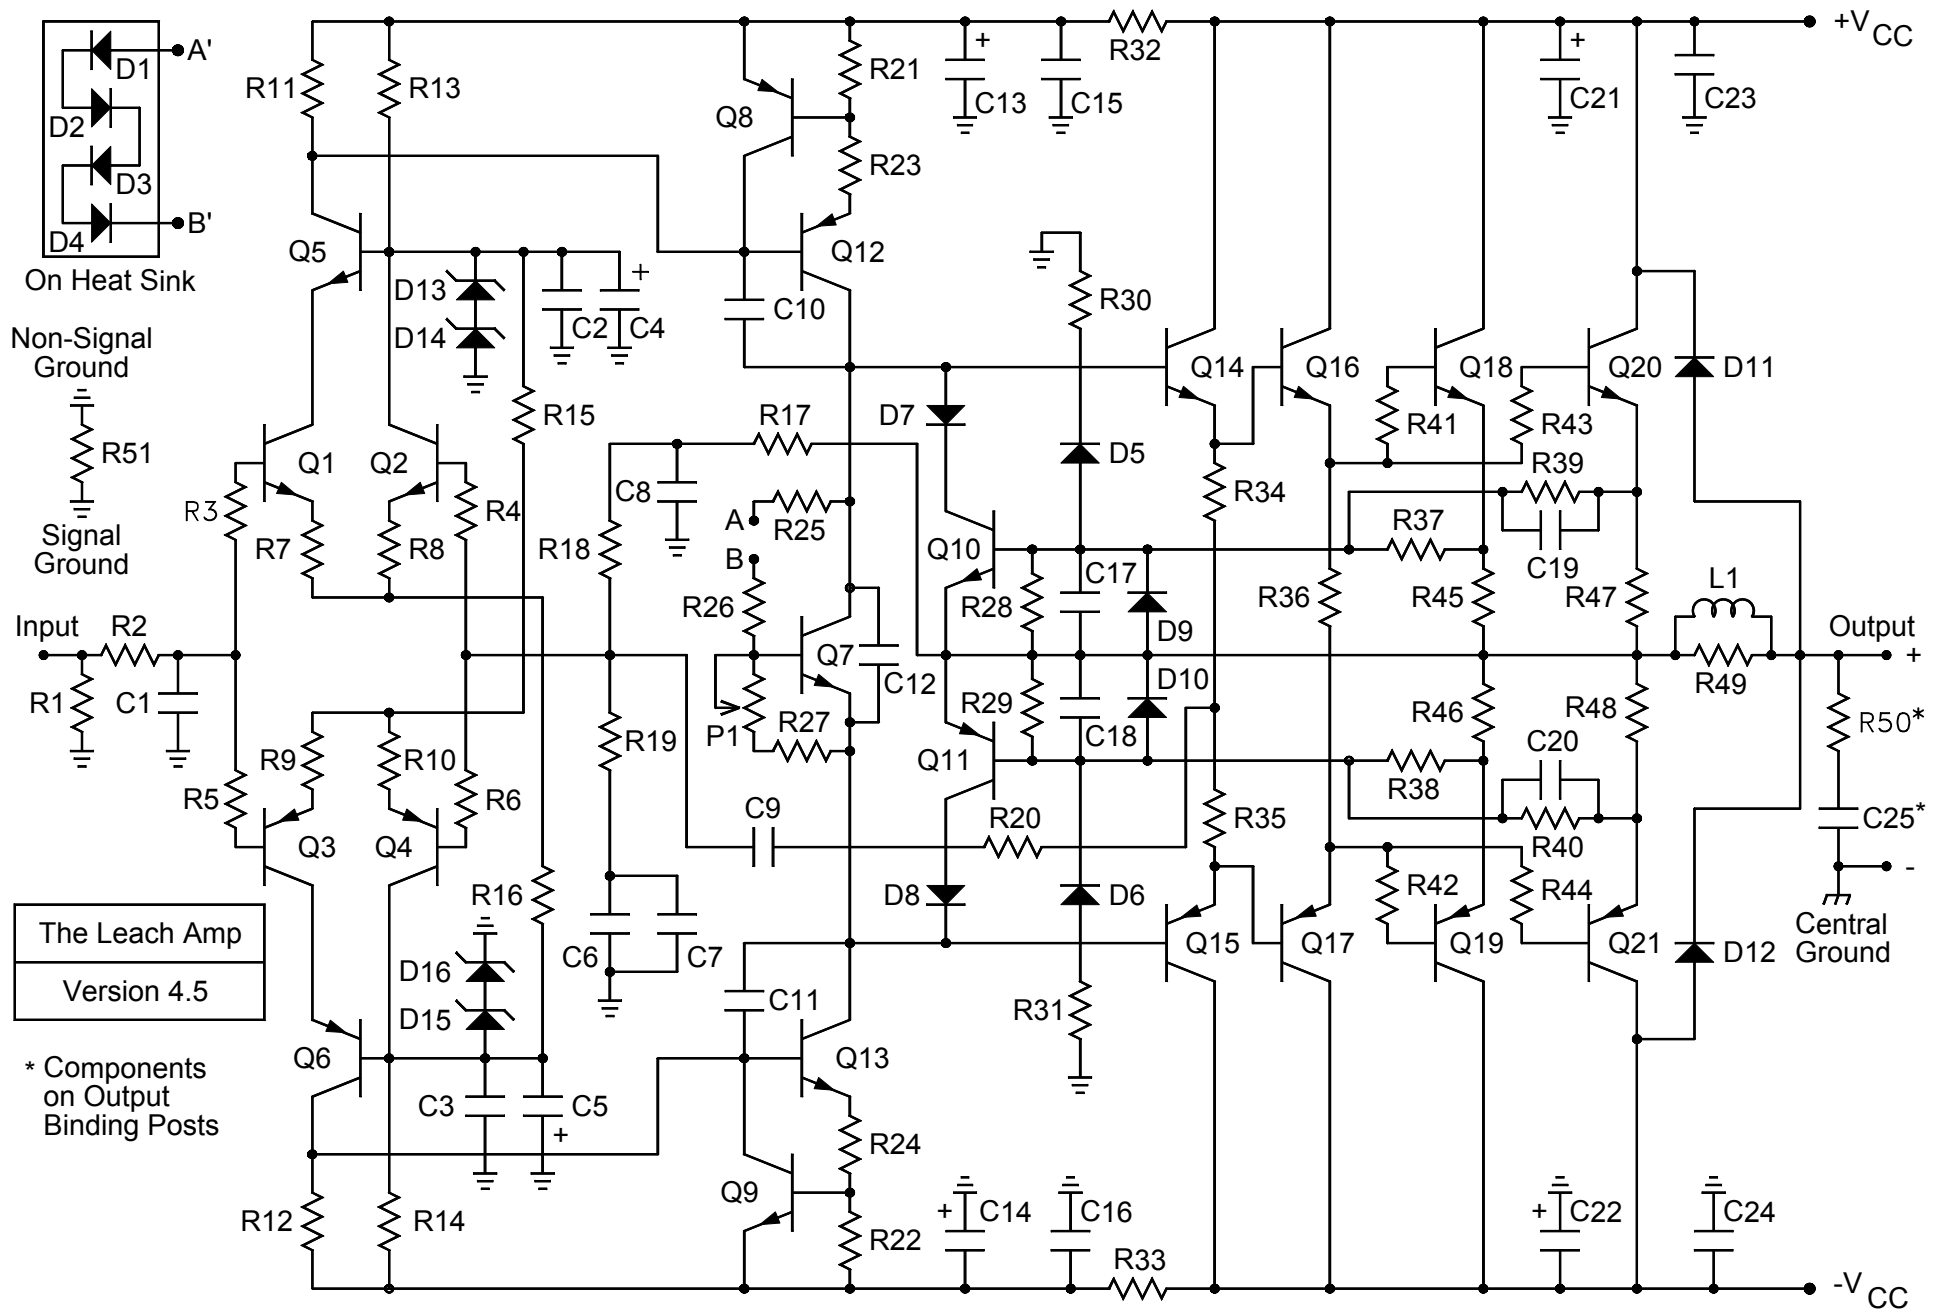 +V CC
A'
D1
R11
R13
R21
+
C13
+
C15
R32
+
C21
C23
D2
Q8
D3
R23
D4
B'
Q5
Q12
On Heat Sink
D13
D14
C2
+
C4
C10
R30
Non-Signal
Ground
Q14
Q16
Q18
Q20
D11
R51
Q1
Q2
R15
R17
D7
D5
R41
R43
R39
R3
R4
C8
A
R25
R34
R37
Signal
Ground
R7
R8
R18
B
Q10
C17
C19
L1
R26
R28
R36
R45
R47
Input
R2
Q7
D9
Output
+
R1
C1
C12
D10
R49
R9
R10
R19
P1
R27
R29
C18
R46
R48
R50*
Q11
C20
R5
R6
R38
Q3
Q4
C9
R20
R35
R40
C25*
-
R16
D8
D6
R42
R44
Central
Ground
The Leach Amp
Version 4.5
D16
D15
C6
C7
Q15
Q17
Q19
Q21
D12
C11
R31
Q6
Q13
* Components
on Output
Binding Posts
C3
C5
+
R24
Q9
R12
R14
R22
+
C14
C16
R33
+
C22
C24
-V CC